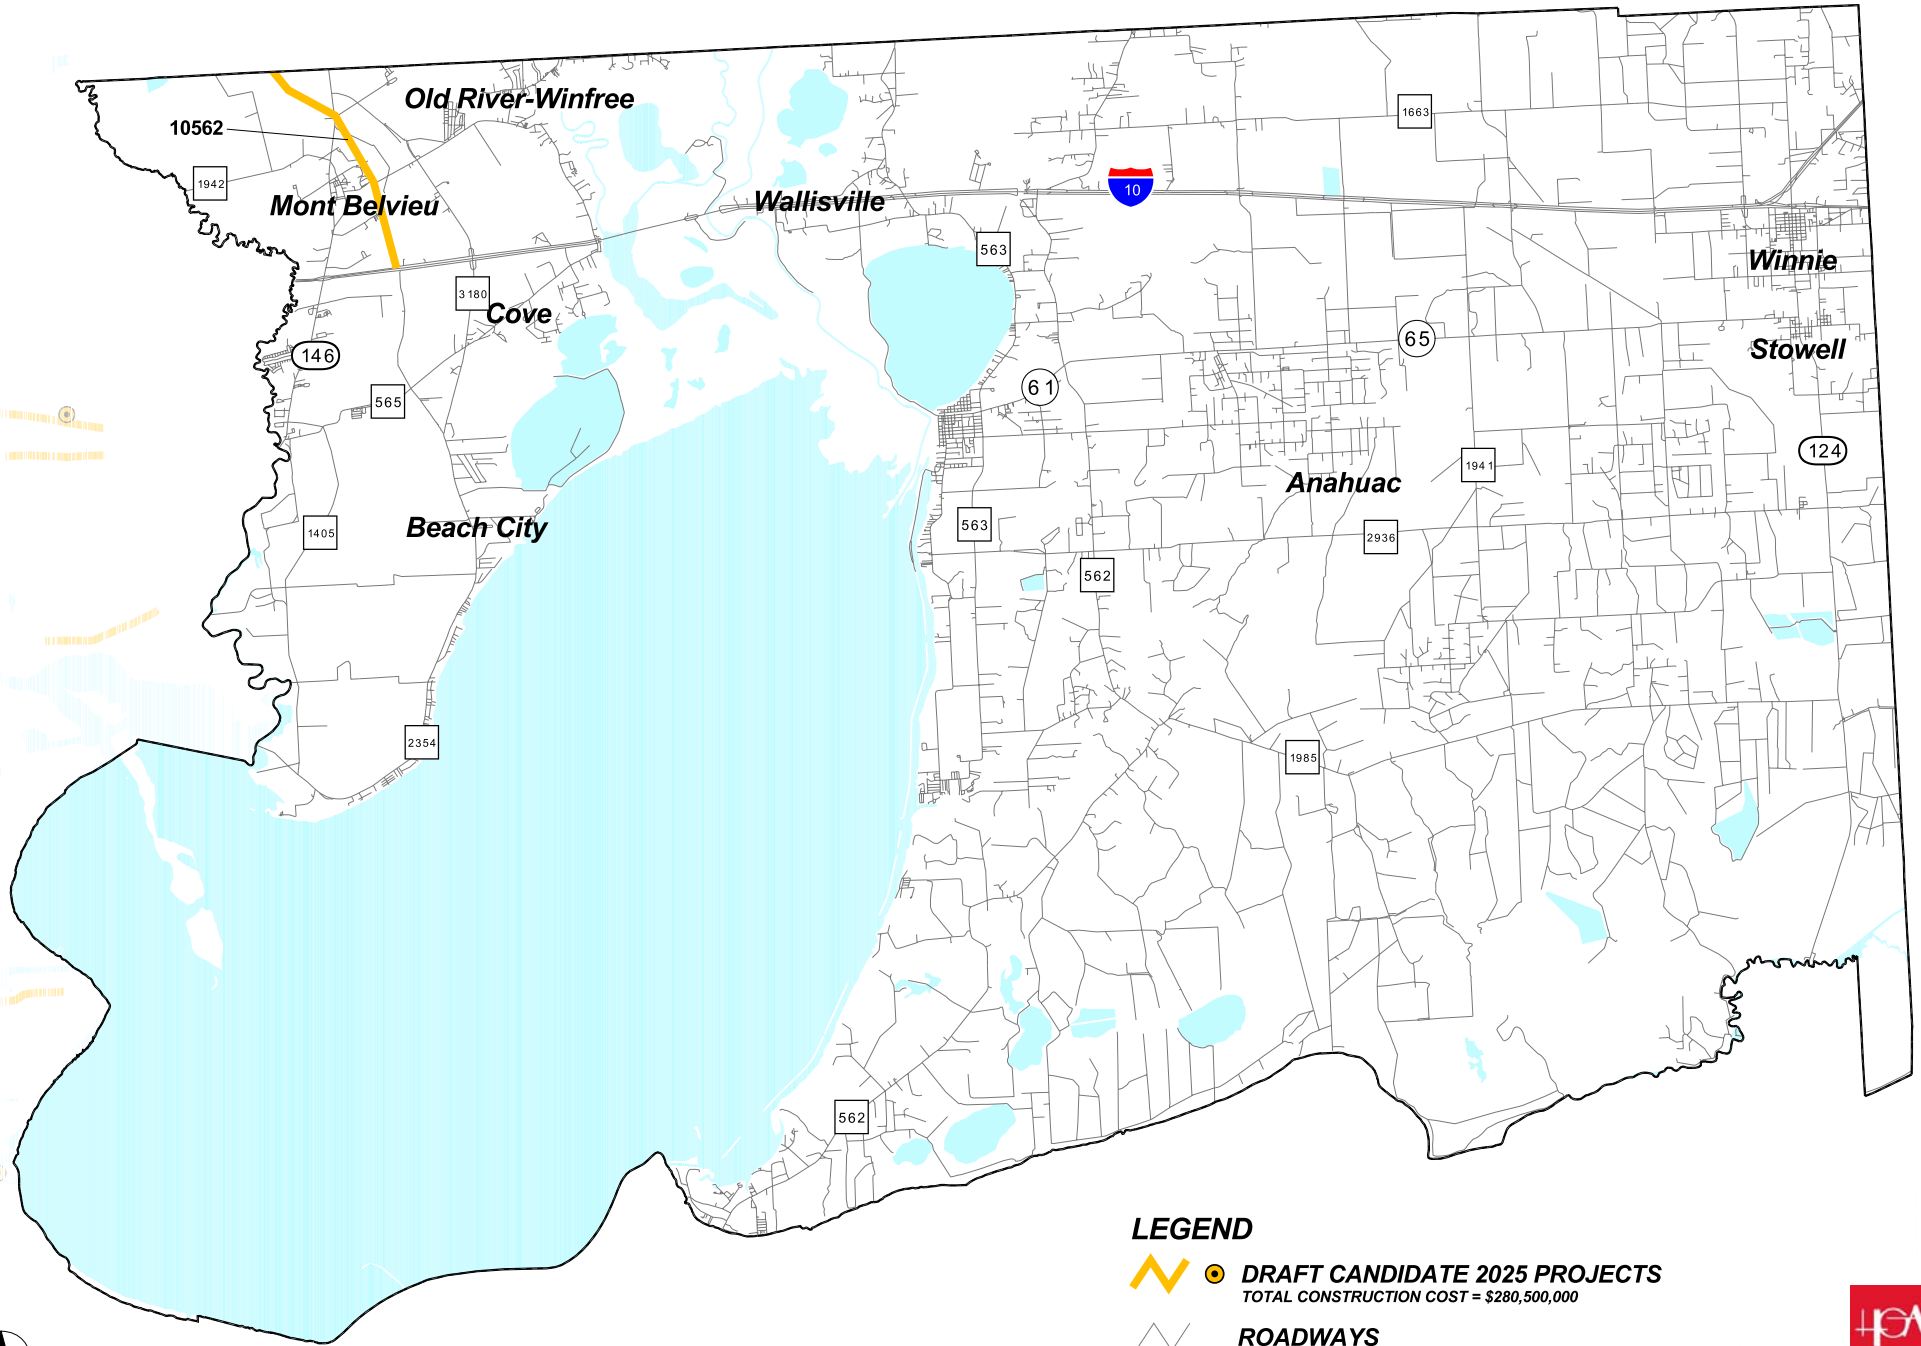 Old River-Winfree
10562
1663
1942
10
Mont Belvieu
Wallisville
563
Winnie
3180
Cove
65
146
Stowell
61
565
124
1941
Anahuac
1405
Beach City
563
2936
562
2354
1985
562
LEGEND
DRAFT CANDIDATE 2025 PROJECTS
TOTAL CONSTRUCTION COST = $280,500,000
ROADWAYS